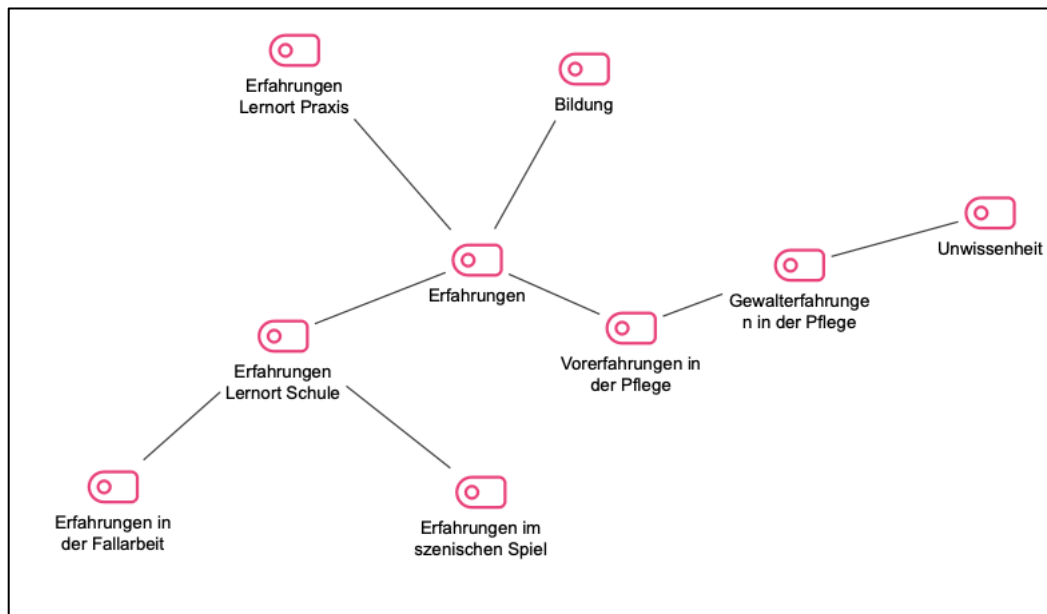 Erfahrungen
Lernort Praxis
Bildung
Unwissenheit
Erfahrungen
Gewalterfahrunge
n in der Pflege
Vorerfahrungen in
der Pflege
Erfahrungen
Lernort Schule
Erfahrungen in
der Fallarbeit
Erfahrungen im
szenischen Spiel